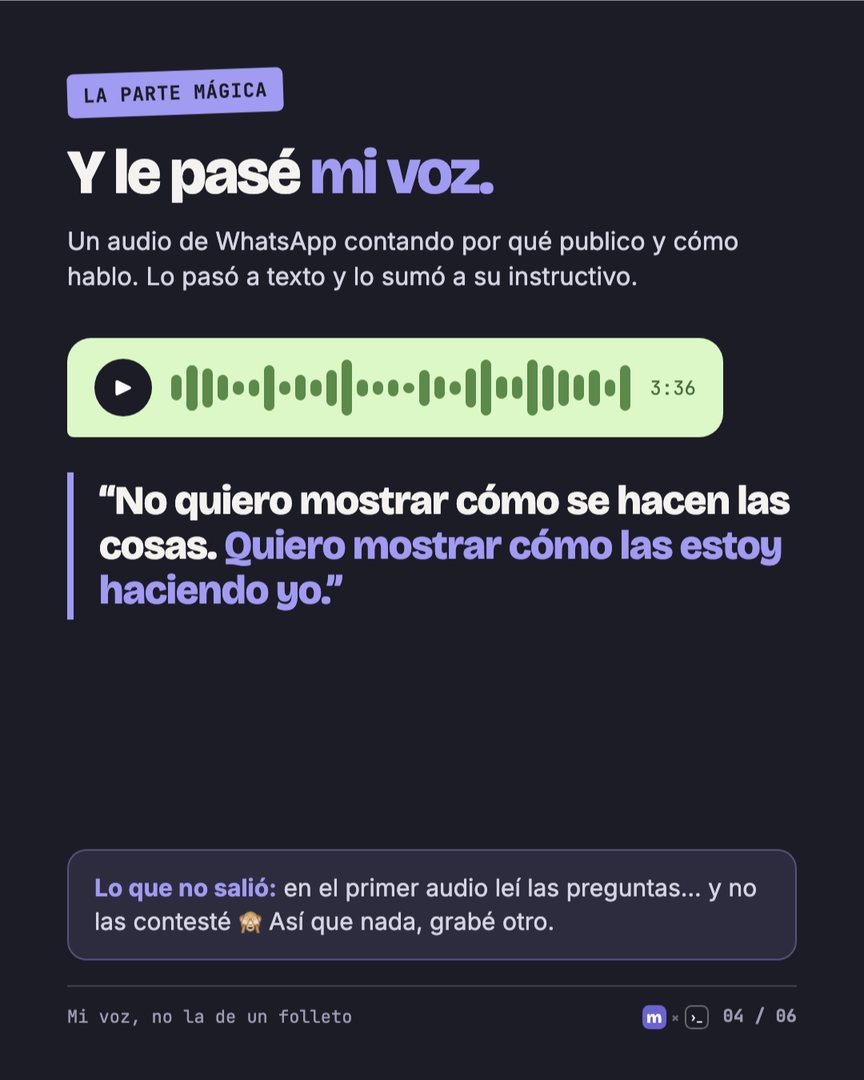 LA PARTE MÁGICA
Y le pasé mi voz.
Un audio de WhatsApp contando por qué publico y cómo
hablo. Lo pasó a texto y lo sumó a su instructivo.
3:36
“No quiero mostrar cómo se hacen las
cosas. Quiero mostrar cómo las estoy
haciendo yo.”
Lo que no salió: en el primer audio leí las preguntas... y no
las contesté 🙈 Así que nada, grabé otro.
Mi voz, no la de un folleto
m × >_ 04 / 06